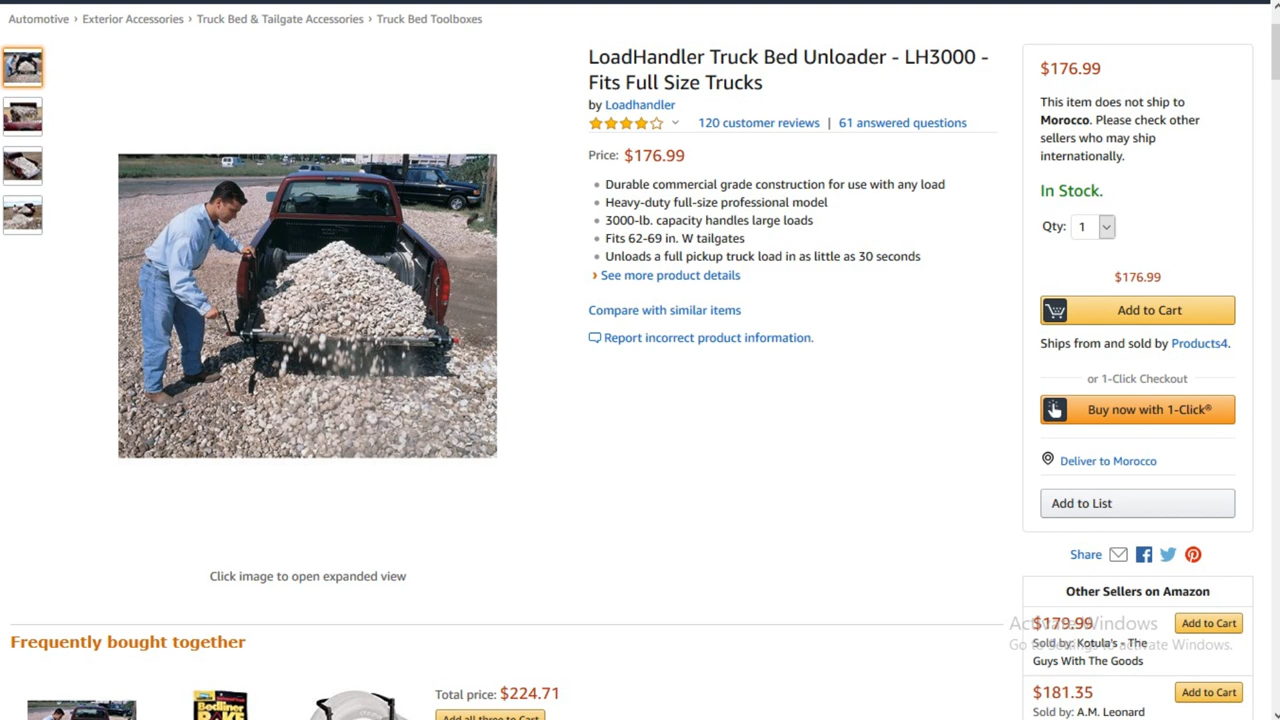 Automotive › Exterior Accessories › Truck Bed & Tailgate Accessories › Truck Bed Toolboxes
LoadHandler Truck Bed Unloader - LH3000 -
Fits Full Size Trucks
by Loadhandler
120 customer reviews | 61 answered questions
Price: $176.99
• Durable commercial grade construction for use with any load
• Heavy-duty full-size professional model
• 3000-lb. capacity handles large loads
• Fits 62-69 in. W tailgates
• Unloads a full pickup truck load in as little as 30 seconds
› See more product details
Compare with similar items
Report incorrect product information.
Click image to open expanded view
$176.99
This item does not ship to
Morocco. Please check other
sellers who may ship
internationally.
In Stock.
Qty: 1
$176.99
Add to Cart
Ships from and sold by Products4.
or 1-Click Checkout
Buy now with 1-Click®
Deliver to Morocco
Add to List
Share
Other Sellers on Amazon
$179.99
Add to Cart
Sold by: Kotula's - The
Guys With The Goods
$181.35
Add to Cart
Sold by: A.M. Leonard
Activate Windows
Go to Settings to activate Windows.
Frequently bought together
Total price: $224.71
Add all three to Cart
Bedliner